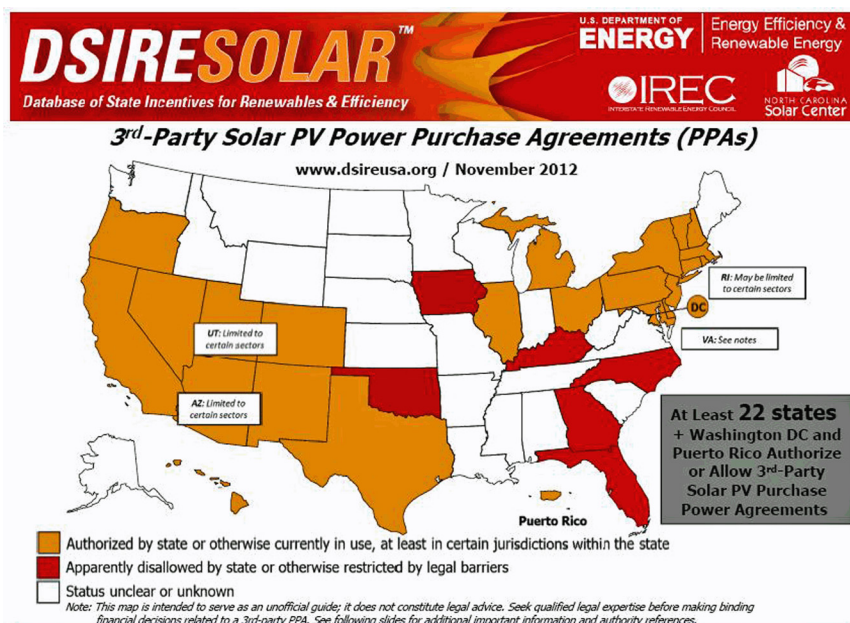 DSIRESOLAR™
Database of State Incentives for Renewables & Efficiency
U.S. DEPARTMENT OF
ENERGY
Energy Efficiency &
Renewable Energy
IREC
INTERSTATE RENEWABLE ENERGY COUNCIL
NORTH CAROLINA
Solar Center
3rd-Party Solar PV Power Purchase Agreements (PPAs)
www.dsireusa.org / November 2012
RI: May be limited
to certain sectors
DC
UT: Limited to
certain sectors
VA: See notes
AZ: Limited to
certain sectors
At Least 22 states
+ Washington DC and
Puerto Rico Authorize
or Allow 3rd-Party
Solar PV Purchase
Power Agreements
Puerto Rico
Authorized by state or otherwise currently in use, at least in certain jurisdictions within the state
Apparently disallowed by state or otherwise restricted by legal barriers
Status unclear or unknown
Note: This map is intended to serve as an unofficial guide; it does not constitute legal advice. Seek qualified legal expertise before making binding
financial decisions related to a 3rd-party PPA. See following slides for additional important information and authority references.